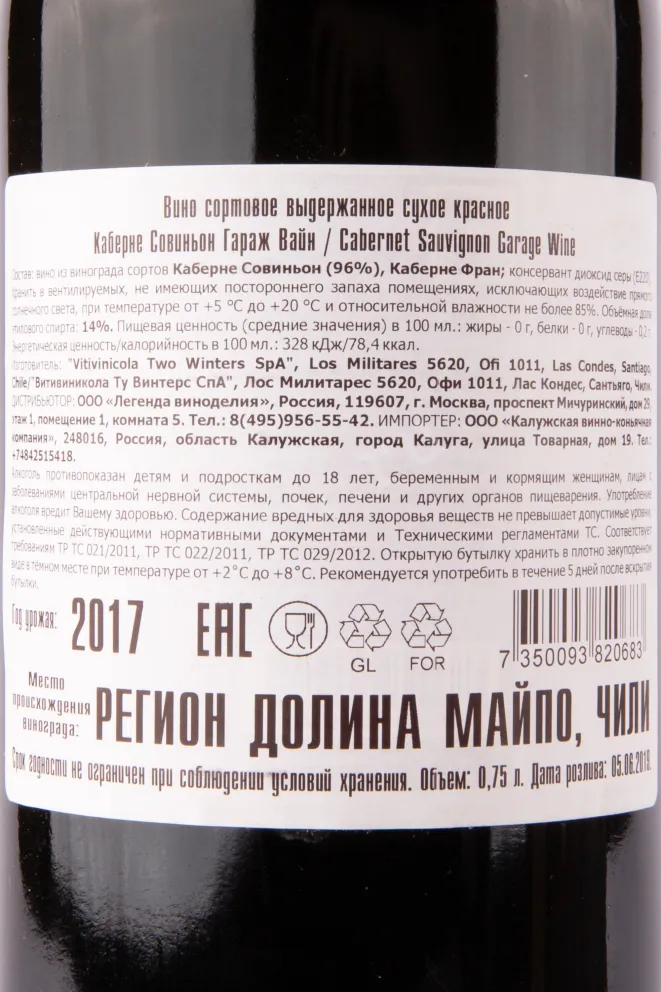 Вино сортовое выдержанное сухое красное
Каберне Совиньон Гараж Вайн / Cabernet Sauvignon Garage Wine
Состав: вино из винограда сортов Каберне Совиньон (96%), Каберне Фран; консервант диоксид серы (E220).
Хранить в вентилируемых, не имеющих постороннего запаха помещениях, исключающих воздействие прямого
солнечного света, при температуре от +5 °C до +20 °C и относительной влажности не более 85%. Объёмная доля
этилового спирта: 14%. Пищевая ценность (средние значения) в 100 мл.: жиры - 0 г, белки - 0 г, углеводы - 0,2 г.
Энергетическая ценность/калорийность в 100 мл.: 328 кДж/78,4 ккал.
Изготовитель: "Vitivinicola Two Winters SpA", Los Militares 5620, Ofi 1011, Las Condes, Santiago,
Chile/"Витивиникола Ту Винтерс СпА", Лос Милитарес 5620, Офи 1011, Лас Кондес, Сантьяго, Чили.
ДИСТРИБЬЮТОР: ООО «Легенда виноделия», Россия, 119607, г. Москва, проспект Мичуринский, дом 29,
этаж 1, помещение 1, комната 5. Тел.: 8(495)956-55-42. ИМПОРТЕР: ООО «Калужская винно-коньячная
компания», 248016, Россия, область Калужская, город Калуга, улица Товарная, дом 19. Тел.:
+74842515418.
Алкоголь противопоказан детям и подросткам до 18 лет, беременным и кормящим женщинам, лицам с
заболеваниями центральной нервной системы, почек, печени и других органов пищеварения. Употребление
алкоголя вредит Вашему здоровью. Содержание вредных для здоровья веществ не превышает допустимые уровни,
установленные действующими нормативными документами и Техническими регламентами ТС. Соответствует
требованиям ТР ТС 021/2011, ТР ТС 022/2011, ТР ТС 029/2012. Открытую бутылку хранить в плотно закупоренном
виде в тёмном месте при температуре от +2°C до +8°C. Рекомендуется употребить в течение 5 дней после вскрытия
бутылки.
Год урожая: 2017 EAC GL FOR 7 350093 820683
Место
происхождения
винограда: РЕГИОН ДОЛИНА МАЙПО, ЧИЛИ
Срок годности не ограничен при соблюдении условий хранения. Объем: 0,75 л. Дата розлива: 05.06.2019.